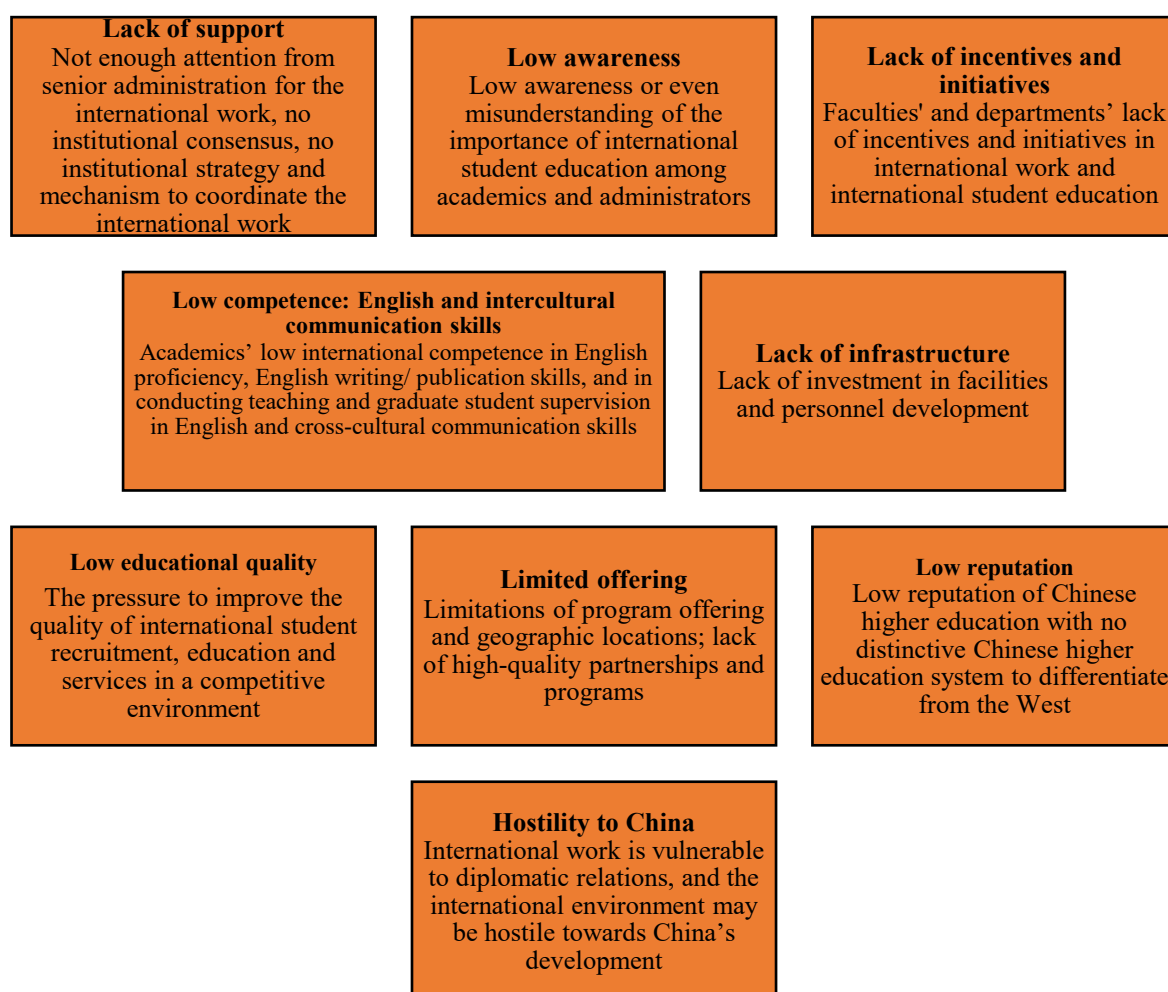 Lack of support
Not enough attention from
senior administration for the
international work, no
institutional consensus, no
institutional strategy and
mechanism to coordinate the
international work
Low awareness
Low awareness or even
misunderstanding of the
importance of international
student education among
academics and administrators
Lack of incentives and
initiatives
Faculties' and departments’ lack
of incentives and initiatives in
international work and
international student education
Low competence: English and intercultural
communication skills
Academics’ low international competence in English
proficiency, English writing/ publication skills, and in
conducting teaching and graduate student supervision
in English and cross-cultural communication skills
Lack of infrastructure
Lack of investment in facilities
and personnel development
Low educational quality
The pressure to improve the
quality of international student
recruitment, education and
services in a competitive
environment
Limited offering
Limitations of program offering
and geographic locations; lack
of high-quality partnerships and
programs
Low reputation
Low reputation of Chinese
higher education with no
distinctive Chinese higher
education system to differentiate
from the West
Hostility to China
International work is vulnerable
to diplomatic relations, and the
international environment may
be hostile towards China’s
development